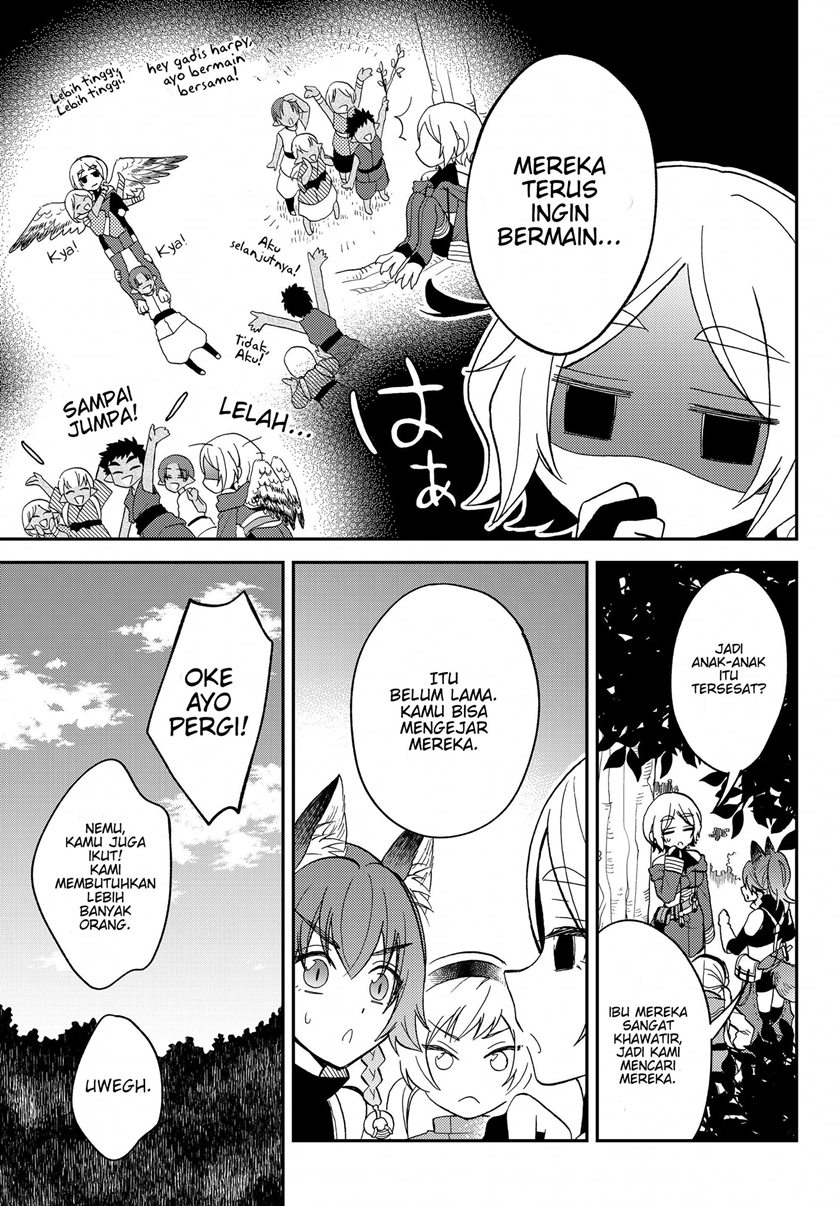 MEREKA
TERUS
INGIN
BERMAIN...
hey gadis harpy,
ayo bermain
bersama!
Lebih tinggi,
Lebih tinggi!
Kya!
Kya!
Aku
selanjutnya!
Tidak,
Aku!
SAMPAI
JUMPA!
LELAH...
はぁ
JADI
ANAK-ANAK
ITU
TERSESAT?
IBU MEREKA
SANGAT
KHAWATIR,
JADI KAMI
MENCARI
MEREKA.
ITU
BELUM LAMA.
KAMU BISA
MENGEJAR
MEREKA.
OKE
AYO
PERGI!
NEMU,
KAMU JUGA
IKUT!
KAMI
MEMBUTUHKAN
LEBIH
BANYAK
ORANG.
UWEGH.